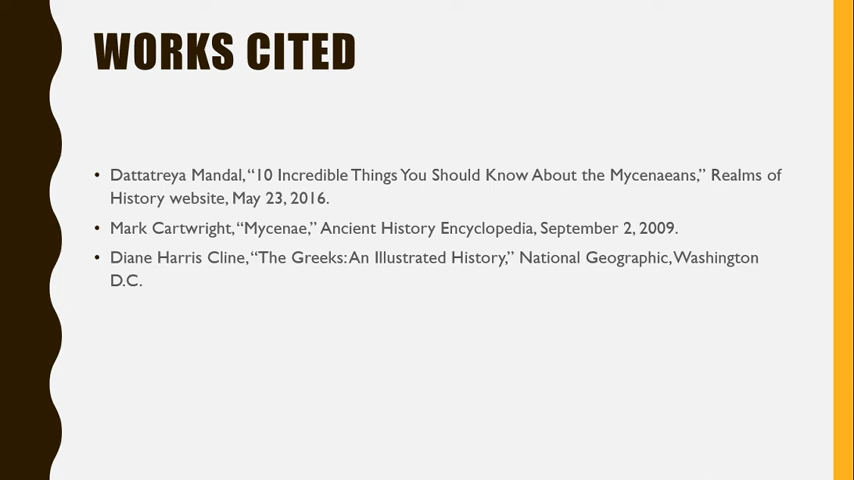 WORKS CITED
• Dattatreya Mandal, “10 Incredible Things You Should Know About the Mycenaeans,” Realms of
History website, May 23, 2016.
• Mark Cartwright, “Mycenae,” Ancient History Encyclopedia, September 2, 2009.
• Diane Harris Cline, “The Greeks: An Illustrated History,” National Geographic, Washington
D.C.